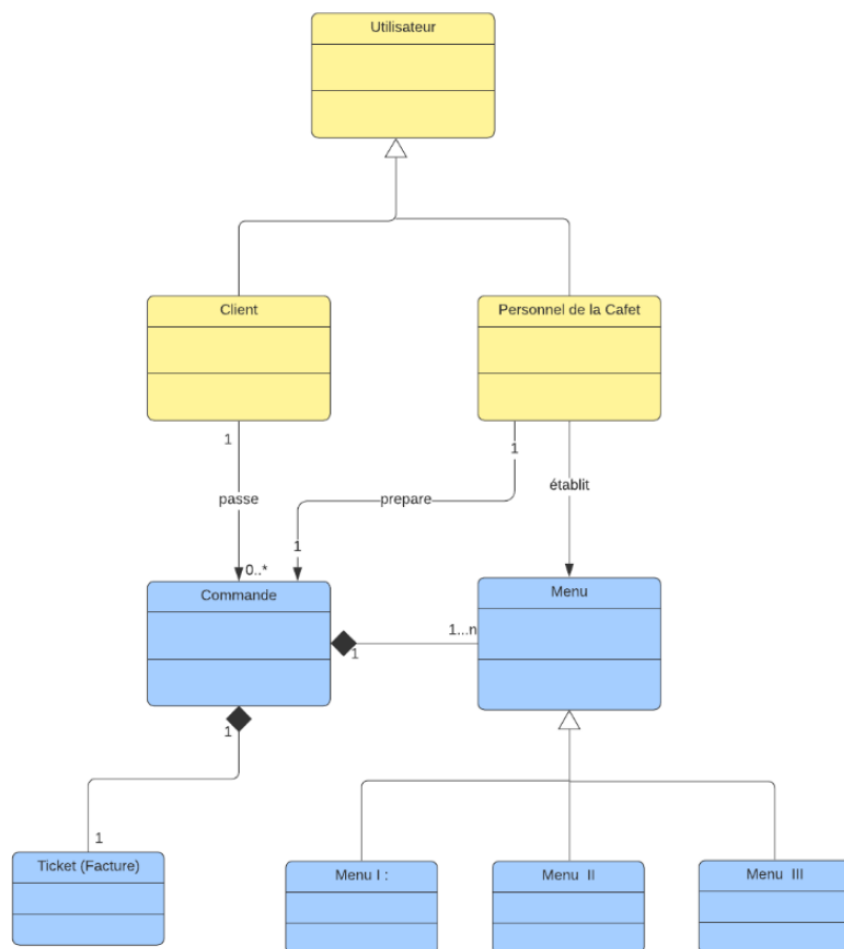 Utilisateur
Client
Personnel de la Cafet
1
1
passe
prepare
établit
1
0..*
Commande
Menu
1
1...n
1
1
Ticket (Facture)
Menu I :
Menu II
Menu III